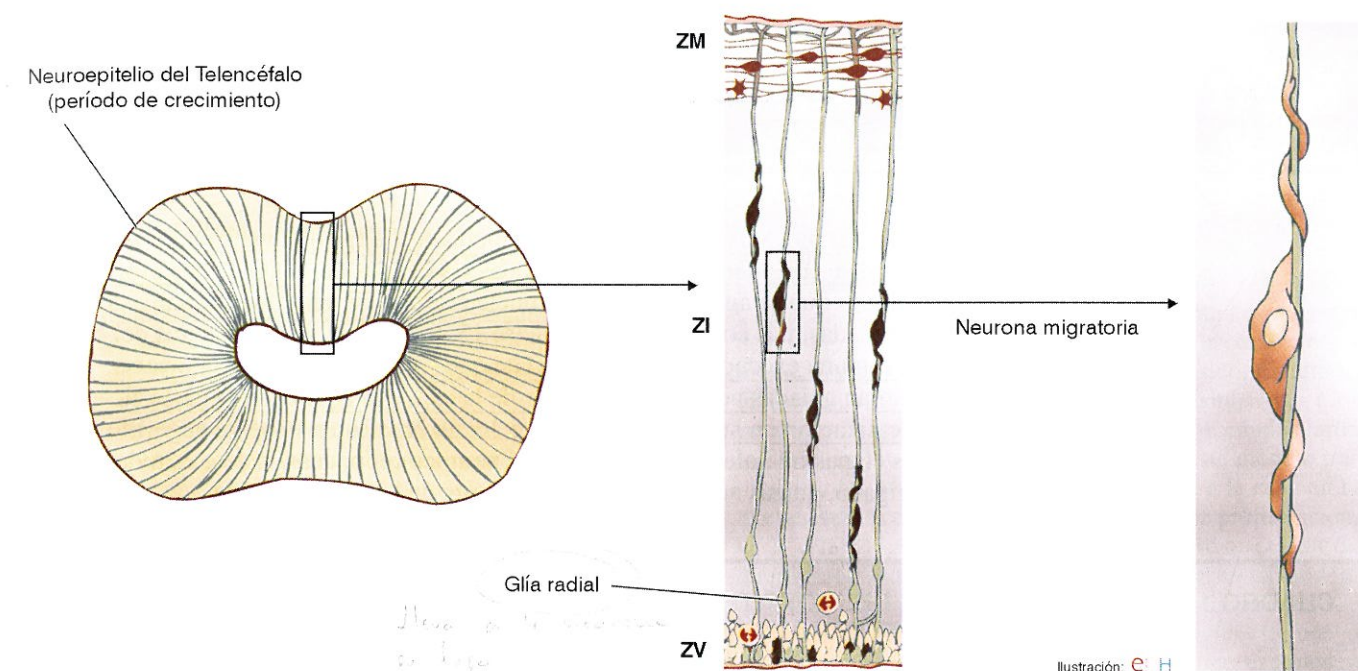 Neuroepitelio del Telencéfalo
(período de crecimiento)
ZM
ZI
Neurona migratoria
Glía radial
ZV
Ilustración: e H